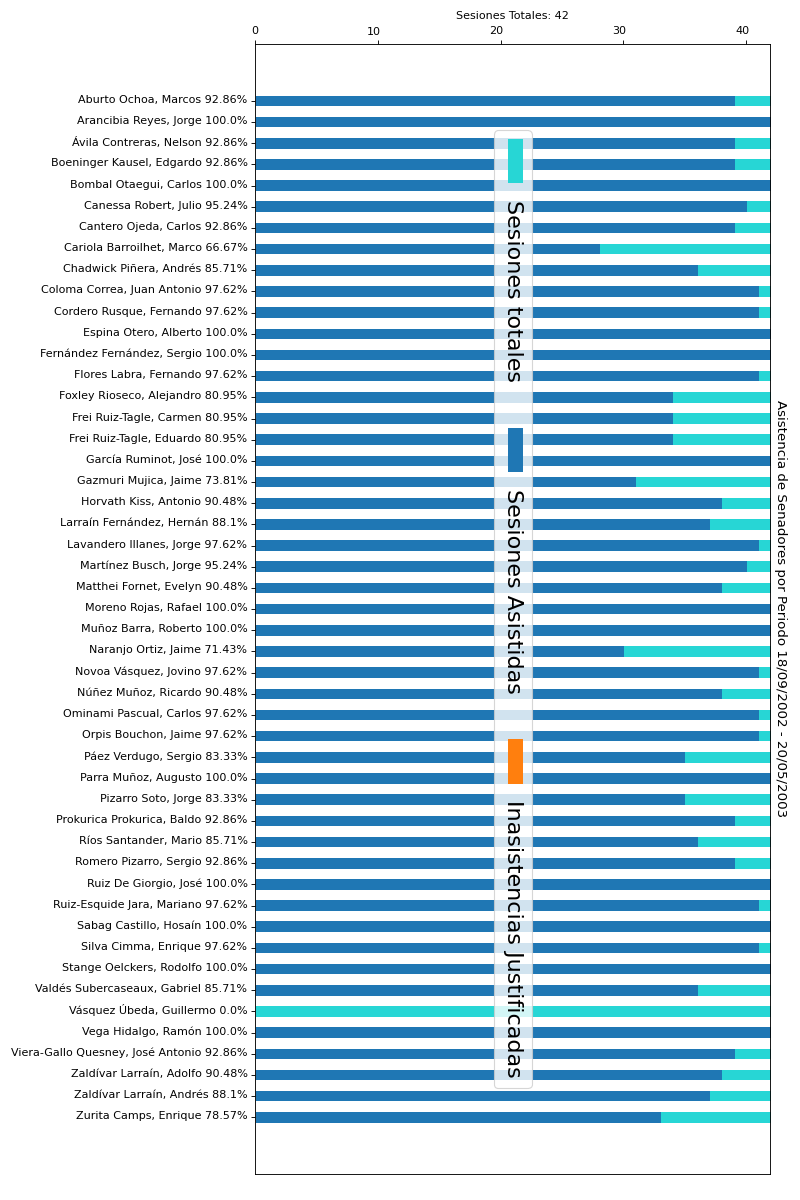 Sesiones Totales: 42
0 10 20 30 40
Aburto Ochoa, Marcos 92.86%
Arancibia Reyes, Jorge 100.0%
Ávila Contreras, Nelson 92.86%
Boeninger Kausel, Edgardo 92.86%
Bombal Otaegui, Carlos 100.0%
Canessa Robert, Julio 95.24%
Cantero Ojeda, Carlos 92.86%
Cariola Barroilhet, Marco 66.67%
Chadwick Piñera, Andrés 85.71%
Coloma Correa, Juan Antonio 97.62%
Cordero Rusque, Fernando 97.62%
Espina Otero, Alberto 100.0%
Fernández Fernández, Sergio 100.0%
Flores Labra, Fernando 97.62%
Foxley Rioseco, Alejandro 80.95%
Frei Ruiz-Tagle, Carmen 80.95%
Frei Ruiz-Tagle, Eduardo 80.95%
García Ruminot, José 100.0%
Gazmuri Mujica, Jaime 73.81%
Horvath Kiss, Antonio 90.48%
Larraín Fernández, Hernán 88.1%
Lavandero Illanes, Jorge 97.62%
Martínez Busch, Jorge 95.24%
Matthei Fornet, Evelyn 90.48%
Moreno Rojas, Rafael 100.0%
Muñoz Barra, Roberto 100.0%
Naranjo Ortiz, Jaime 71.43%
Novoa Vásquez, Jovino 97.62%
Núñez Muñoz, Ricardo 90.48%
Ominami Pascual, Carlos 97.62%
Orpis Bouchon, Jaime 97.62%
Páez Verdugo, Sergio 83.33%
Parra Muñoz, Augusto 100.0%
Pizarro Soto, Jorge 83.33%
Prokurica Prokurica, Baldo 92.86%
Ríos Santander, Mario 85.71%
Romero Pizarro, Sergio 92.86%
Ruiz De Giorgio, José 100.0%
Ruiz-Esquide Jara, Mariano 97.62%
Sabag Castillo, Hosaín 100.0%
Silva Cimma, Enrique 97.62%
Stange Oelckers, Rodolfo 100.0%
Valdés Subercaseaux, Gabriel 85.71%
Vásquez Úbeda, Guillermo 0.0%
Vega Hidalgo, Ramón 100.0%
Viera-Gallo Quesney, José Antonio 92.86%
Zaldívar Larraín, Adolfo 90.48%
Zaldívar Larraín, Andrés 88.1%
Zurita Camps, Enrique 78.57%
Sesiones totales
Sesiones Asistidas
Inasistencias Justificadas
Asistencia de Senadores por Periodo 18/09/2002 - 20/05/2003